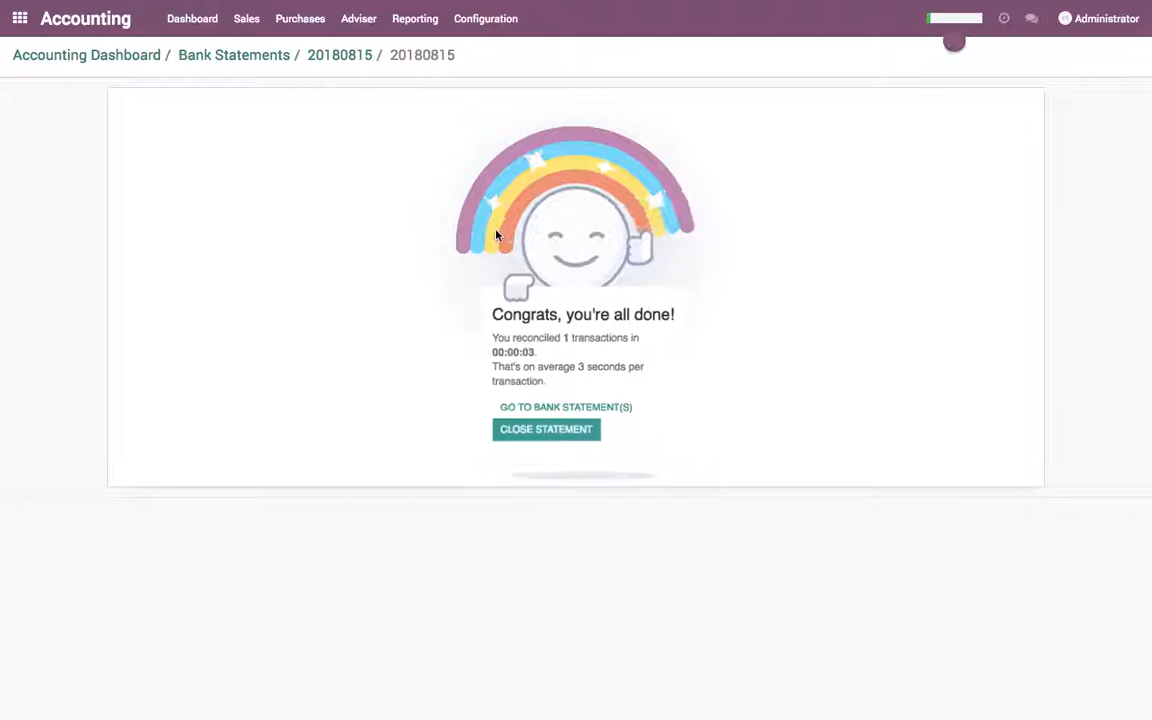 Accounting Dashboard Sales Purchases Adviser Reporting Configuration Administrator
Accounting Dashboard / Bank Statements / 20180815 / 20180815
Congrats, you're all done!
You reconciled 1 transactions in
00:00:03.
That's on average 3 seconds per
transaction.
GO TO BANK STATEMENT(S)
CLOSE STATEMENT